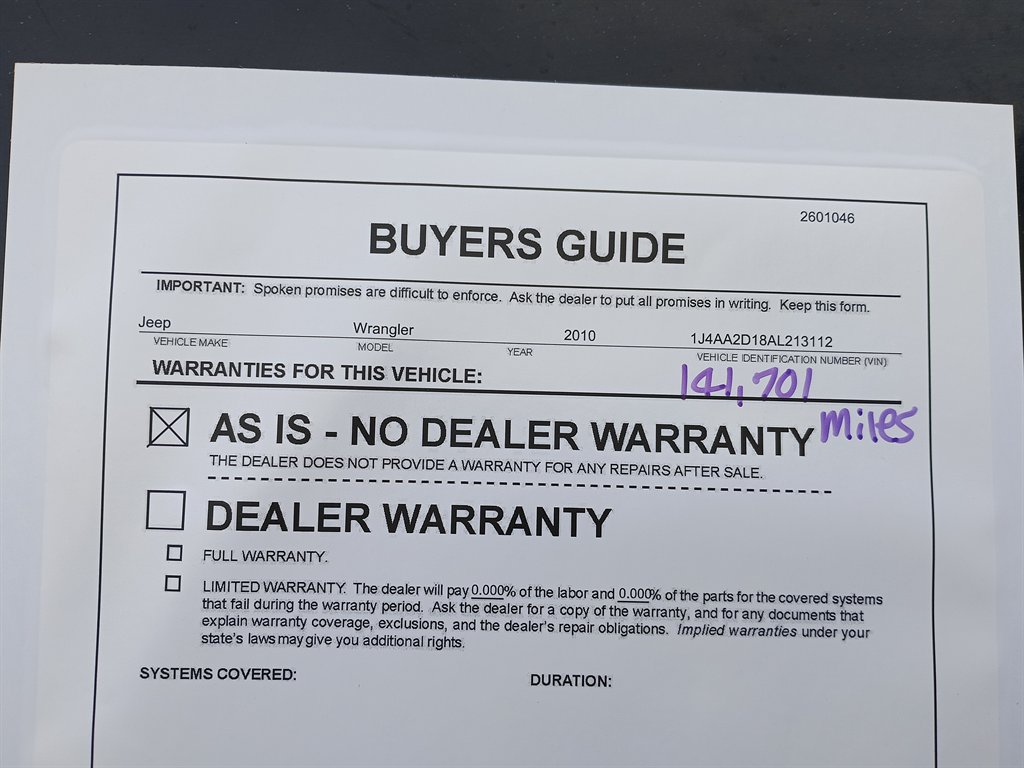 2601046
BUYERS GUIDE
IMPORTANT: Spoken promises are difficult to enforce. Ask the dealer to put all promises in writing. Keep this form.
Jeep Wrangler 2010 1J4AA2D18AL213112
VEHICLE MAKE MODEL YEAR VEHICLE IDENTIFICATION NUMBER (VIN)
WARRANTIES FOR THIS VEHICLE: 141,701
miles
AS IS - NO DEALER WARRANTY
THE DEALER DOES NOT PROVIDE A WARRANTY FOR ANY REPAIRS AFTER SALE.
DEALER WARRANTY
FULL WARRANTY.
LIMITED WARRANTY. The dealer will pay 0.000% of the labor and 0.000% of the parts for the covered systems
that fail during the warranty period. Ask the dealer for a copy of the warranty, and for any documents that
explain warranty coverage, exclusions, and the dealer's repair obligations. Implied warranties under your
state's laws may give you additional rights.
SYSTEMS COVERED: DURATION: